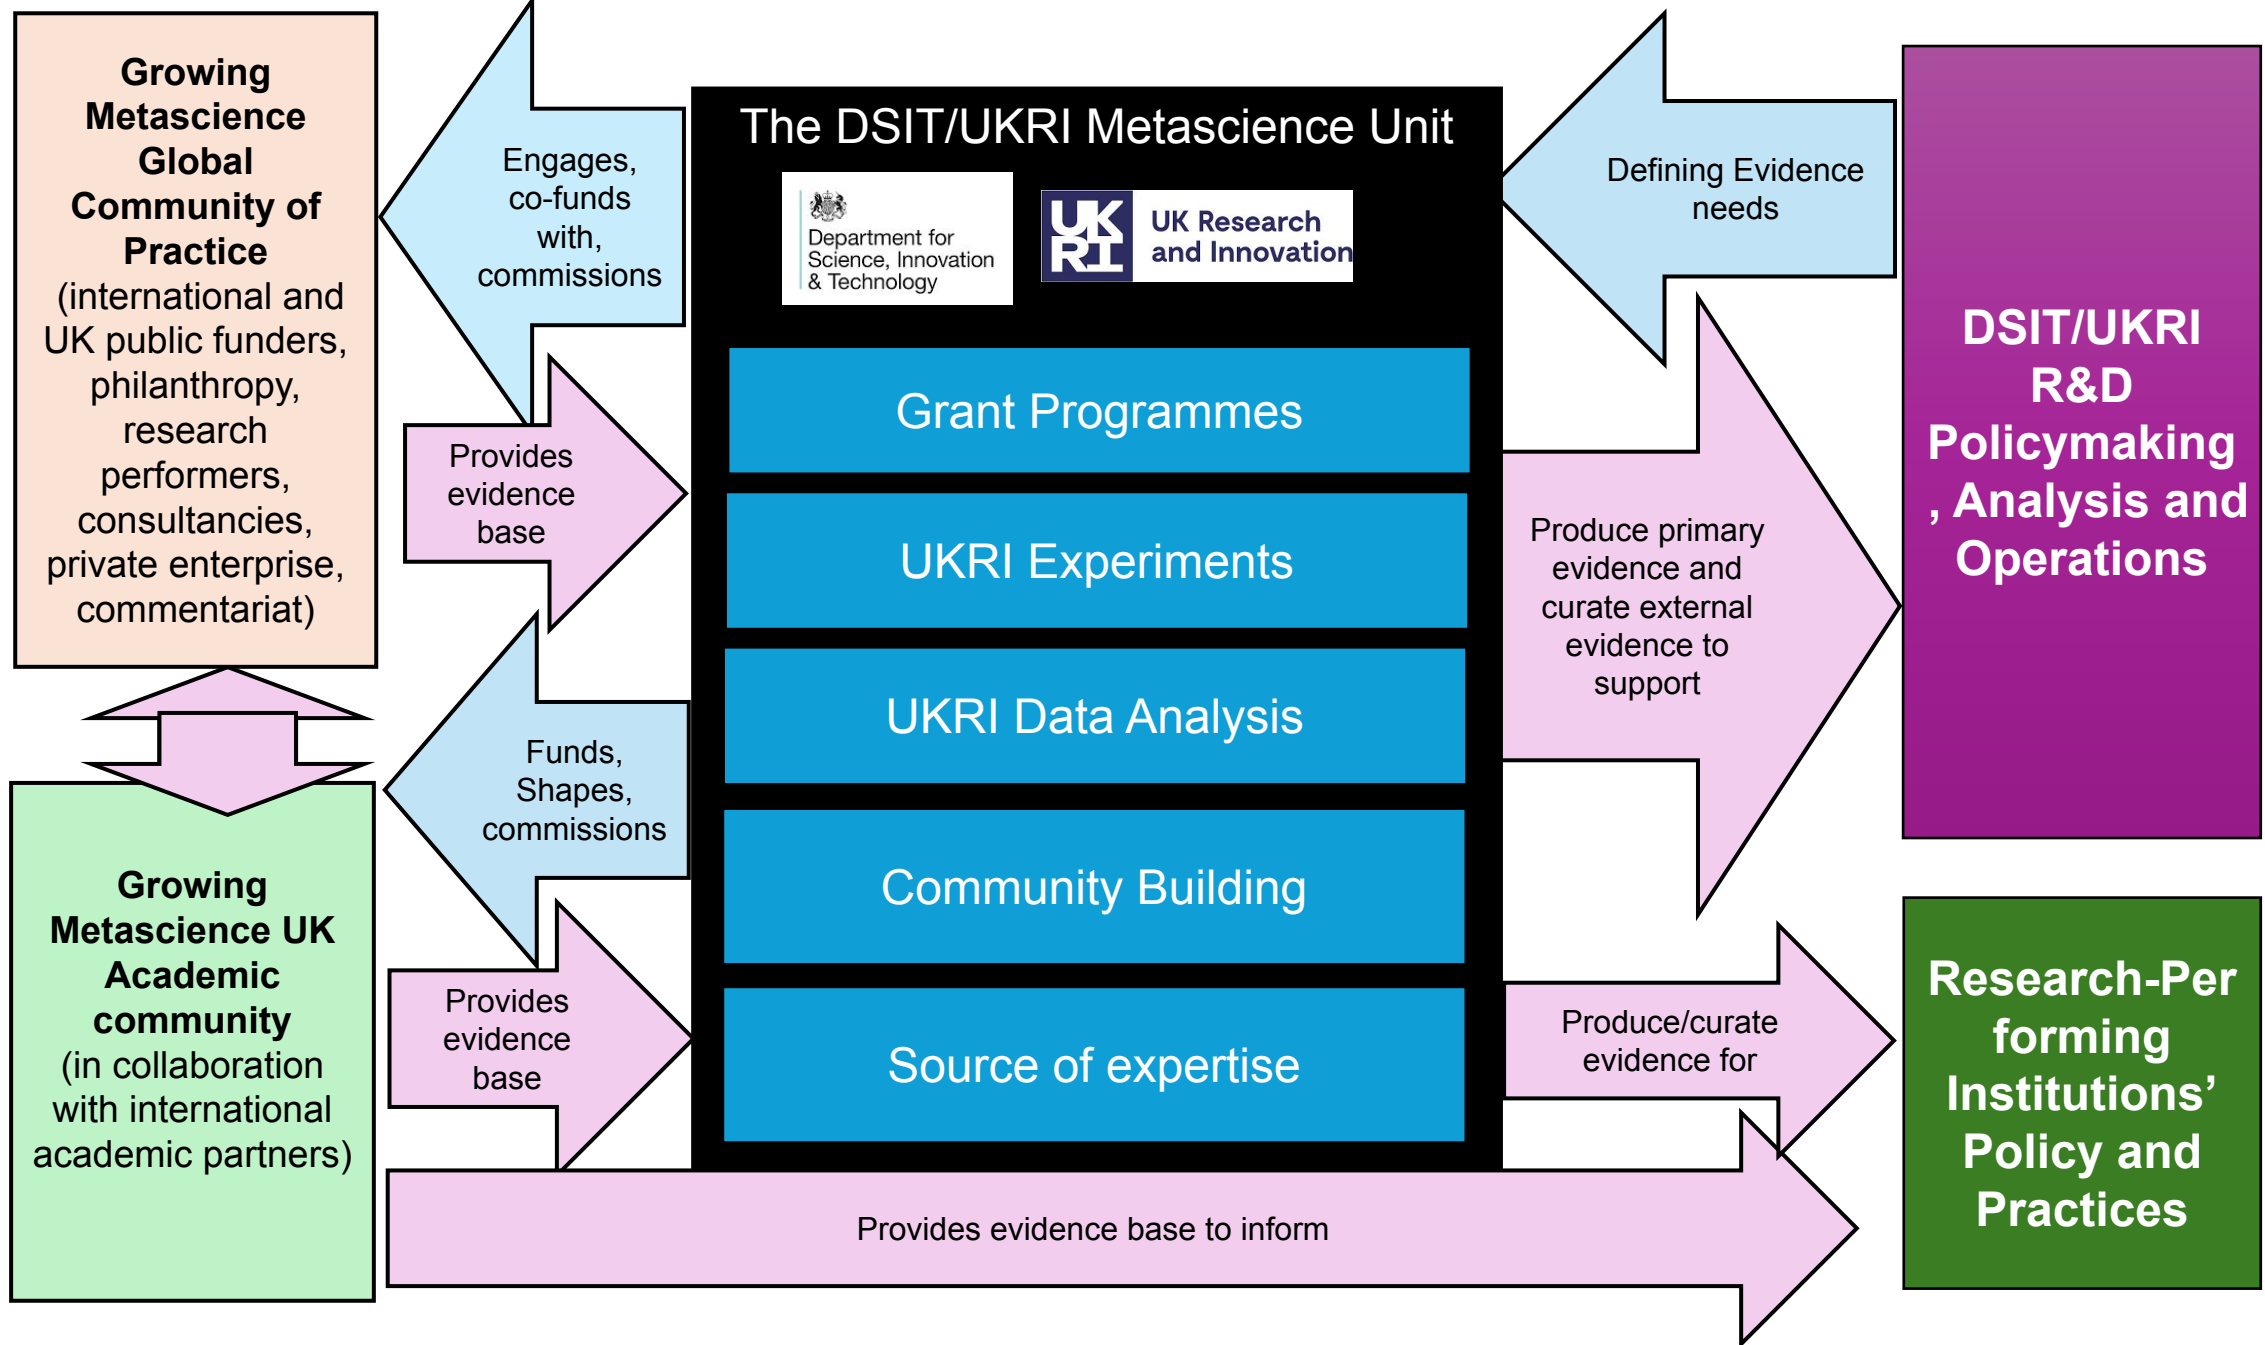 Growing
Metascience
Global
Community of
Practice
(international and
UK public funders,
philanthropy,
research
performers,
consultancies,
private enterprise,
commentariat)
Engages,
co-funds
with,
commissions
Provides
evidence
base
Growing
Metascience UK
Academic
community
(in collaboration
with international
academic partners)
Funds,
Shapes,
commissions
Provides
evidence
base
The DSIT/UKRI Metascience Unit
Department for
Science, Innovation
& Technology
UK
RI
UK Research
and Innovation
Grant Programmes
UKRI Experiments
UKRI Data Analysis
Community Building
Source of expertise
Defining Evidence
needs
Produce primary
evidence and
curate external
evidence to
support
DSIT/UKRI
R&D
Policymaking
, Analysis and
Operations
Produce/curate
evidence for
Research-Per
forming
Institutions’
Policy and
Practices
Provides evidence base to inform